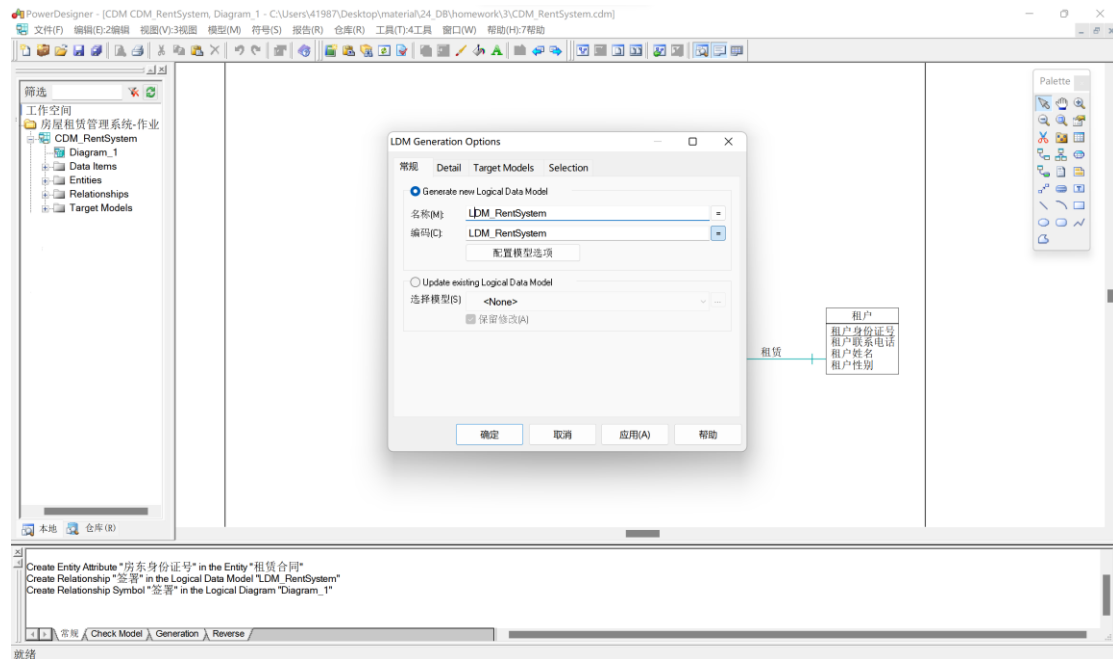 PowerDesigner - [CDM CDM_RentSystem, Diagram_1 - C:\Users\41987\Desktop\material\24_DB\homework\3\CDM_RentSystem.cdm]
文件(F) 编辑(E):2编辑 视图(V):3视图 模型(M) 符号(S) 报告(R) 仓库(R) 工具(T):4工具 窗口(W) 帮助(H):7帮助
筛选
工作空间
房屋租赁管理系统-作业
CDM_RentSystem
Diagram_1
Data Items
Entities
Relationships
Target Models
本地 仓库(R)
LDM Generation Options
常规 Detail Target Models Selection
Generate new Logical Data Model
名称(M): LDM_RentSystem =
编码(C): LDM_RentSystem =
配置模型选项
Update existing Logical Data Model
选择模型(S) <None> ...
保留修改(A)
确定 取消 应用(A) 帮助
租赁
租户
租户身份证号
租户联系电话
租户姓名
租户性别
Palette
Create Entity Attribute "房东身份证号" in the Entity "租赁合同"
Create Relationship "签署" in the Logical Data Model "LDM_RentSystem"
Create Relationship Symbol "签署" in the Logical Diagram "Diagram_1"
常规 Check Model Generation Reverse
就绪